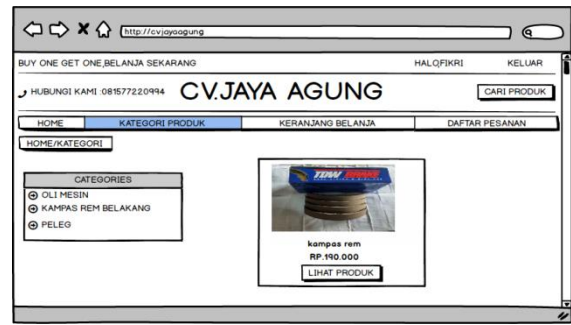 http://cvjayaagung
BUY ONE GET ONE,BELANJA SEKARANG HALO,FIKRI KELUAR
HUBUNGI KAMI :081577220994 CV.JAYA AGUNG CARI PRODUK
HOME KATEGORI PRODUK KERANJANG BELANJA DAFTAR PESANAN
HOME/KATEGORI
CATEGORIES
OLI MESIN
KAMPAS REM BELAKANG
PELEG
TDW BRAKE
kampas rem
RP.190.000
LIHAT PRODUK